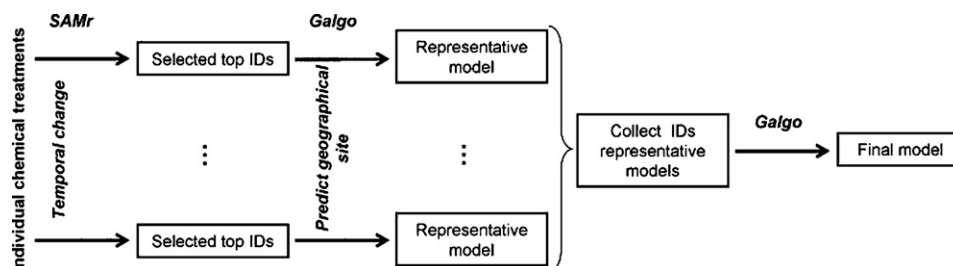 SAMr
Galgo
ndividual chemical treatments
Temporal change
Selected top IDs
Predict geographical
site
Representative
model
...
...
Collect IDs
representative
models
Galgo
Final model
Selected top IDs
Representative
model